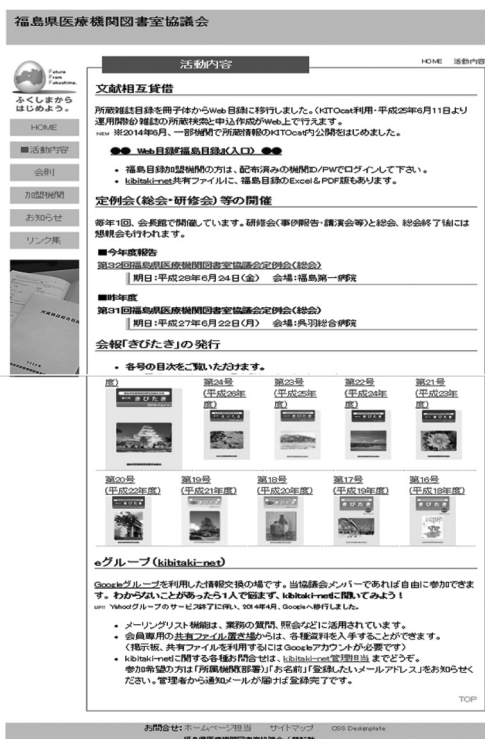 福島県医療機関図書室協議会
活動内容
HOME 活動内容
Future
From
Fukushima.
ふくしまから
はじめよう。
HOME
■活動内容
会則
加盟機関
お知らせ
リンク集
文献相互貸借
所蔵雑誌目録を冊子体からWeb目録に移行しました。(KITOcat利用・平成25年6月11日より
運用開始)雑誌の所蔵検索と申込作成がWeb上で行えます。
NEW ※2014年6月、一部機関で所蔵情報のKITOcat内公開をはじめました。
●● Web目録『福島目録』(入口) ●●
・ 福島目録加盟機関の方は、配布済みの機関ID/PWでログインして下さい。
・ kibitaki-net共有ファイルに、福島目録のExcel&PDF版もあります。
定例会(総会・研修会)等の開催
毎年1回、会長館で開催しています。研修会(事例報告・講演会等)と総会、総会終了後には
懇親会も行われます。
■今年度報告
第32回福島県医療機関図書室協議会定例会(総会)
期日:平成28年6月24日(金) 会場:福島第一病院
■昨年度
第31回福島県医療機関図書室協議会定例会(総会)
期日:平成27年6月22日(月) 会場:呉羽総合病院
会報「きびたき」の発行
・ 各号の目次をご覧いただけます。
度)
第24号
(平成26年
度)
第23号
(平成25年
度)
第22号
(平成24年
度)
第21号
(平成23年
度)
きびたき
第20号
(平成22年度)
第19号
(平成21年度)
第18号
(平成20年度)
第17号
(平成19年度)
第16号
(平成18年度)
eグループ(kibitaki-net)
Googleグループを利用した情報交換の場です。当協議会メンバーであれば自由に参加できま
す。わからないことがあったら1人で悩まず、kibitaki-netに聞いてみよう!
UP!! Yahoo!グループのサービス終了に伴い、2014年4月、Googleへ移行しました。
・ メーリングリスト機能は、業務の質問、照会などに活用されています。
・ 会員専用の共有ファイル置き場からは、各種資料を入手することができます。
(掲示板、共有ファイルを利用するにはGoogleアカウントが必要です)
・ kibitaki-netに関する各種お問合せは、kibitaki-net管理担当 までどうぞ。
参加希望の方は「所属機関(部署)」「お名前」「登録したいメールアドレス」をお知らせく
ださい。管理者から通知メールが届けば登録完了です。
TOP
お問合せ:ホームページ担当 サイトマップ CSS Designplate